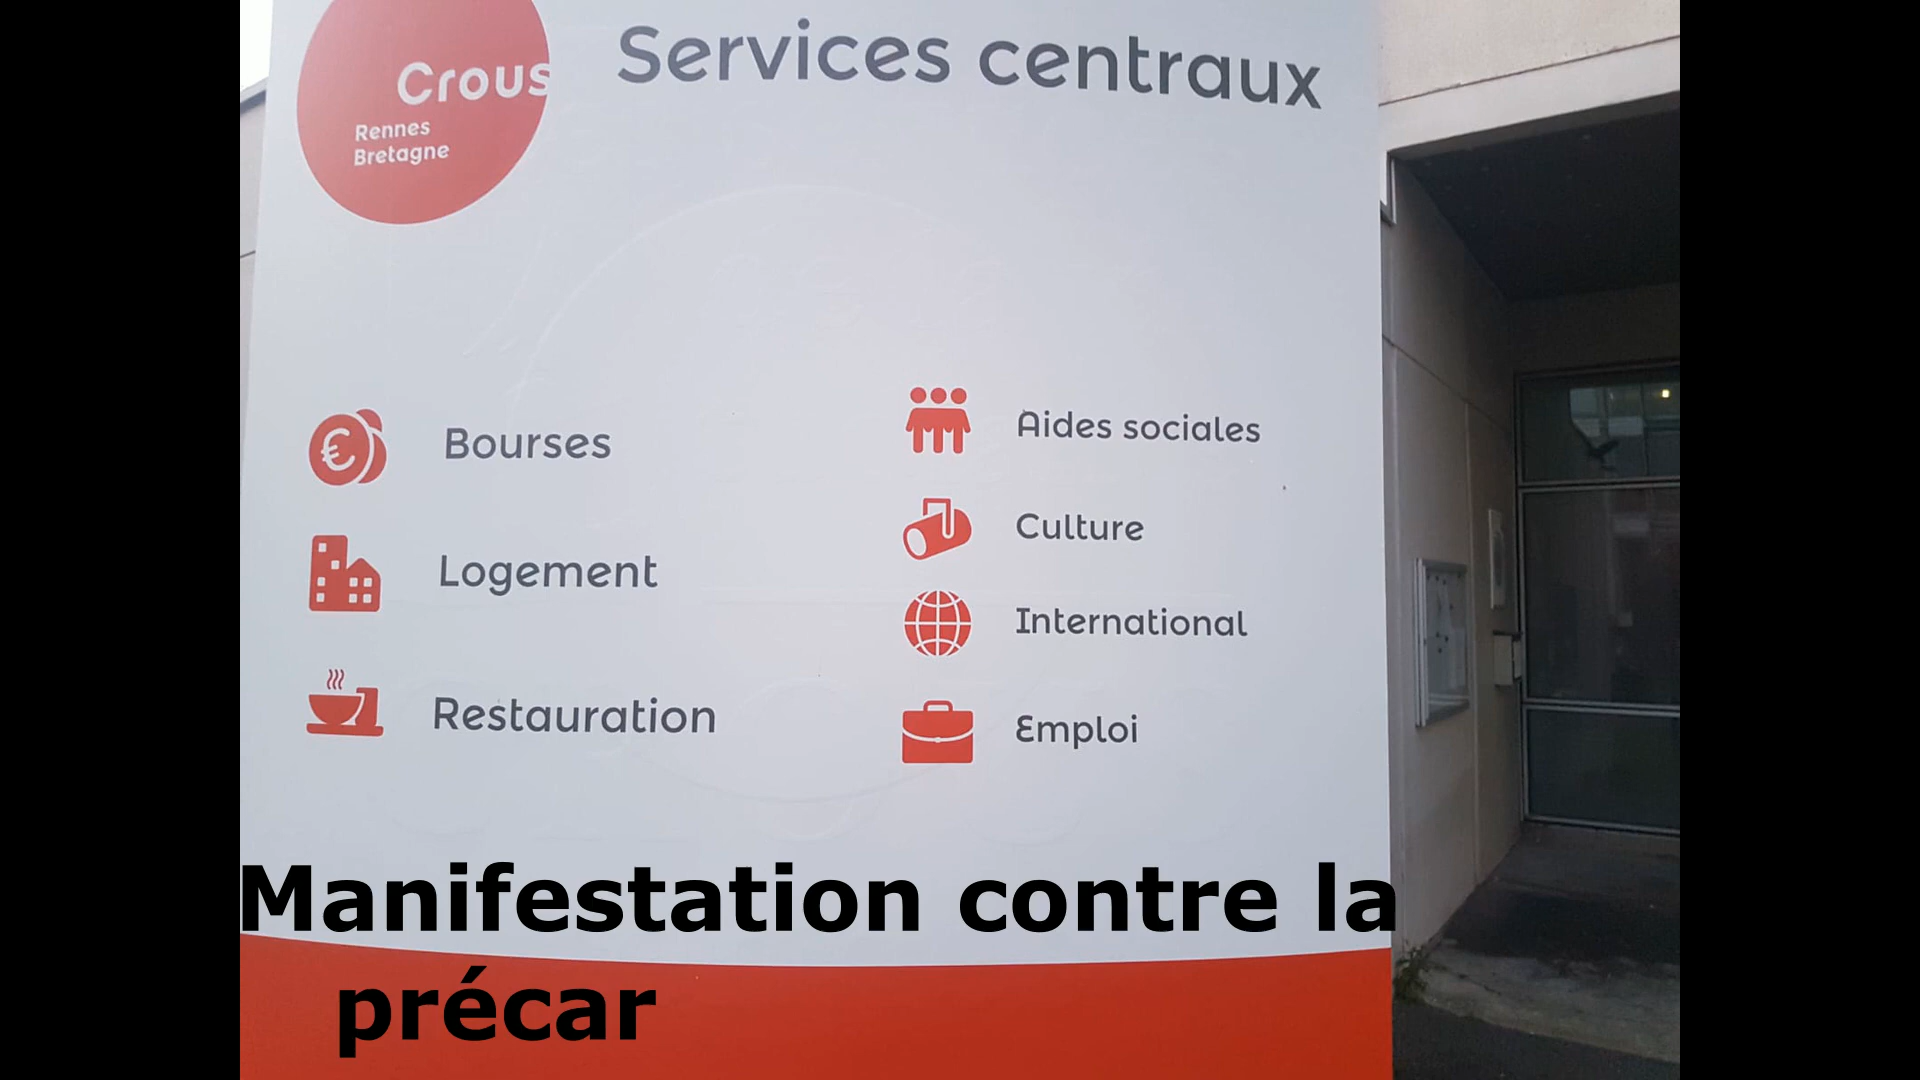 Crous
Rennes
Bretagne
Services centraux
Bourses
Logement
Restauration
Aides sociales
Culture
International
Emploi
Manifestation contre la
précar